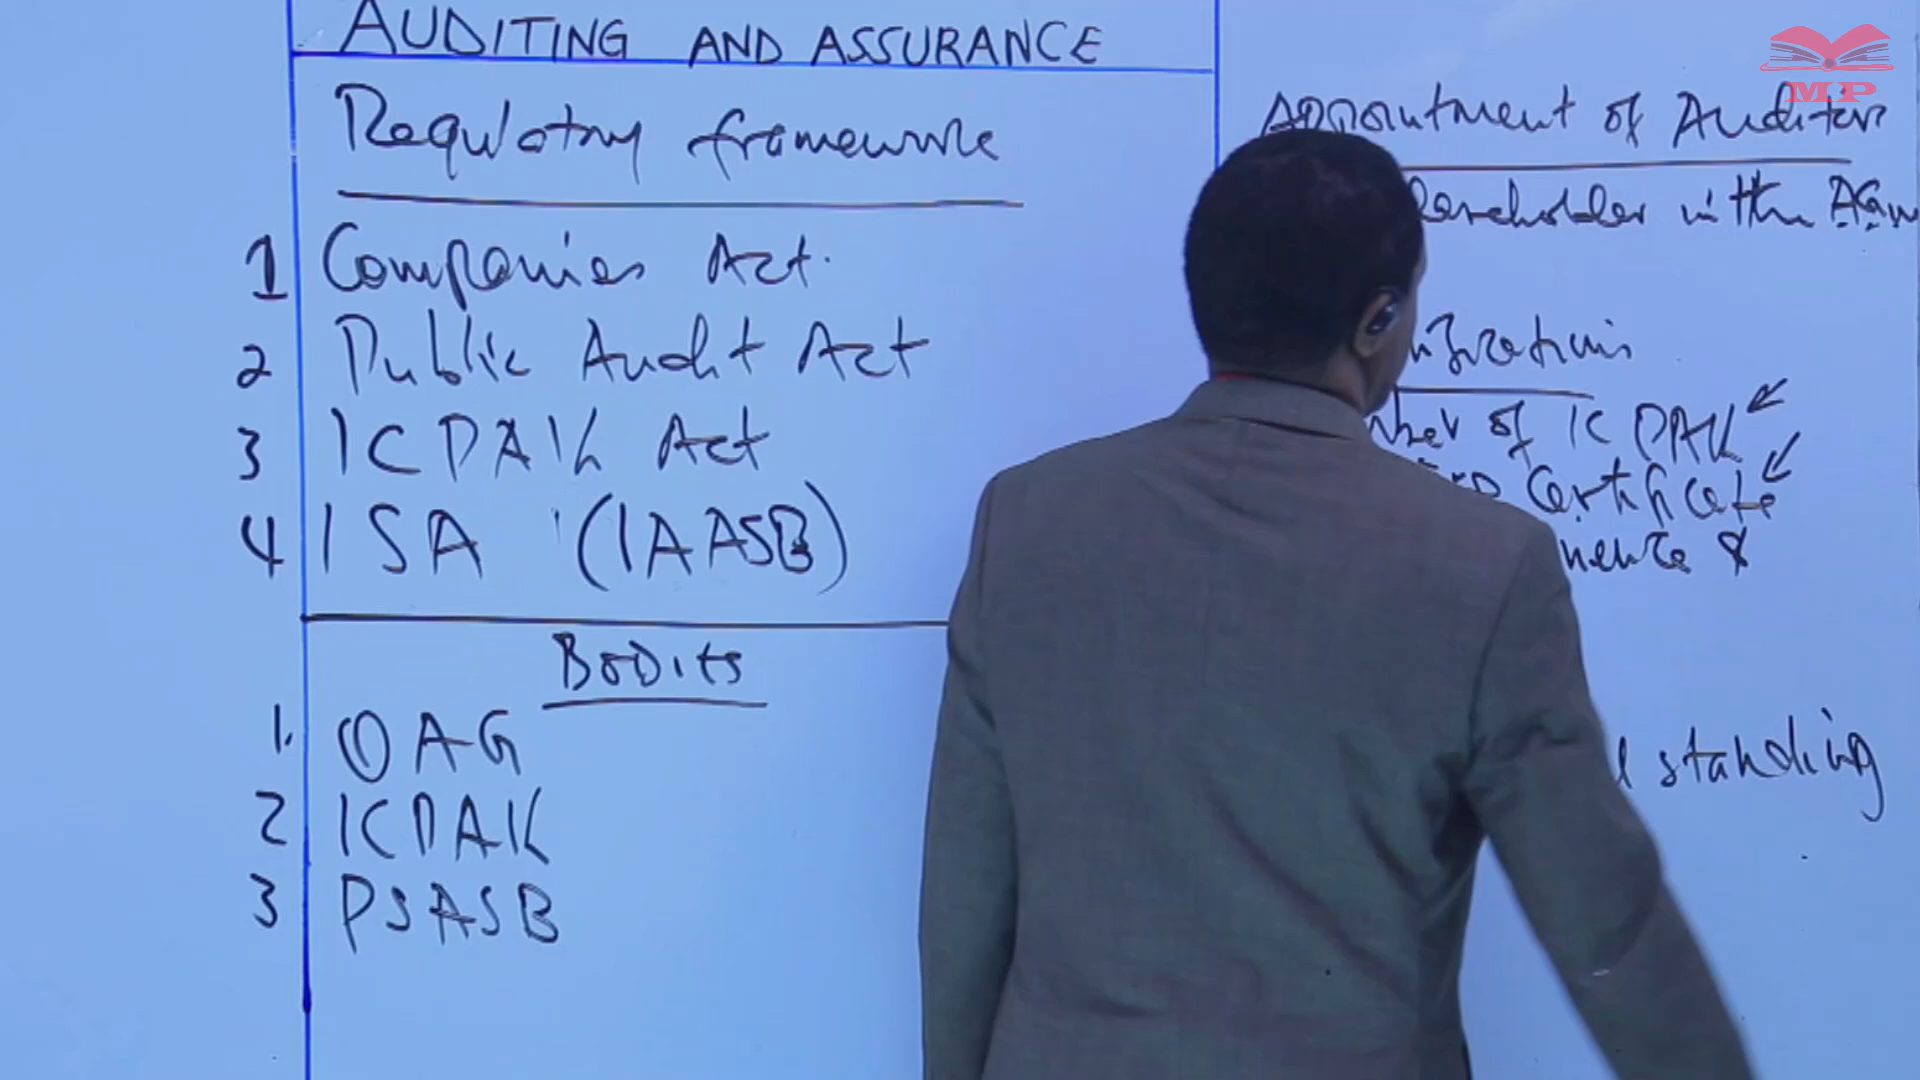 AUDITING AND ASSURANCE
Regulatory framework
1 Companies Act.
2 Public Audit Act
3 ICPAK Act
4 ISA (IAASB)
BODIES
1. OAG
2 ICPAK
3 PSASB
MP
Appointment of Auditor
in the AGM
of ICPAK
Certificate
&
standing